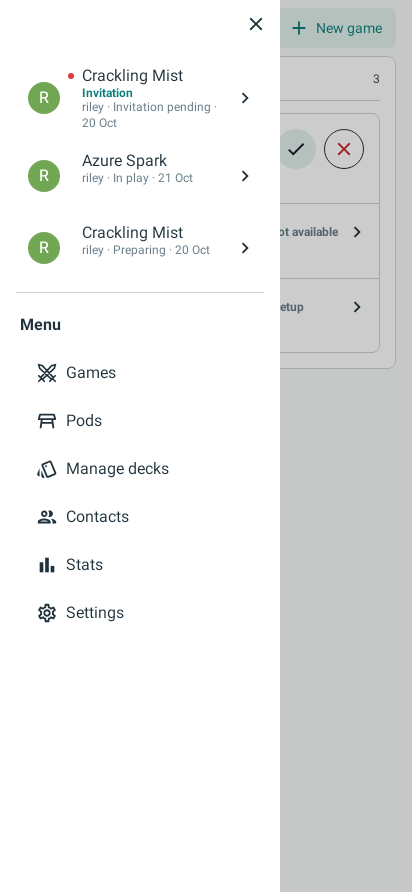 New game
3
R
Crackling Mist
Invitation
riley · Invitation pending ·
20 Oct
R
Azure Spark
riley · In play · 21 Oct
ot available
R
Crackling Mist
riley · Preparing · 20 Oct
etup
Menu
Games
Pods
Manage decks
Contacts
Stats
Settings